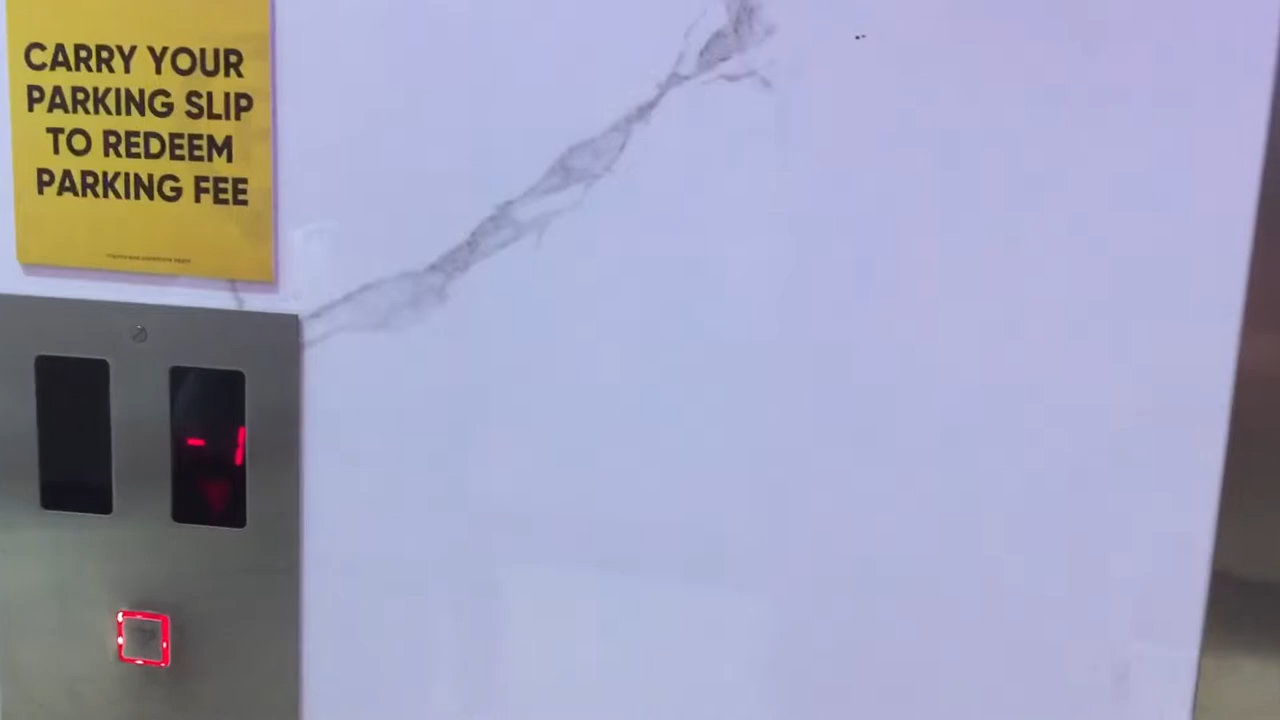 CARRY YOUR
PARKING SLIP
TO REDEEM
PARKING FEE
-1